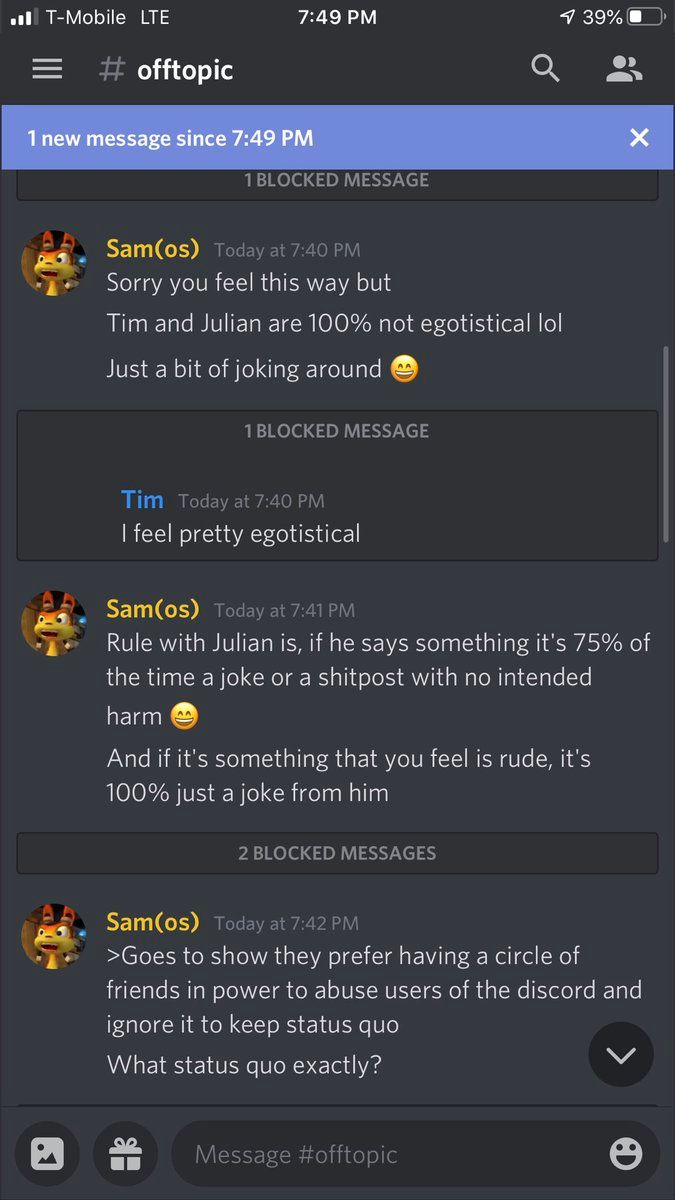 T-Mobile LTE 7:49 PM 39%
# offtopic
1 new message since 7:49 PM
1 BLOCKED MESSAGE
Sam(os) Today at 7:40 PM
Sorry you feel this way but
Tim and Julian are 100% not egotistical lol
Just a bit of joking around 😄
1 BLOCKED MESSAGE
Tim Today at 7:40 PM
I feel pretty egotistical
Sam(os) Today at 7:41 PM
Rule with Julian is, if he says something it's 75% of
the time a joke or a shitpost with no intended
harm 😄
And if it's something that you feel is rude, it's
100% just a joke from him
2 BLOCKED MESSAGES
Sam(os) Today at 7:42 PM
>Goes to show they prefer having a circle of
friends in power to abuse users of the discord and
ignore it to keep status quo
What status quo exactly?
Message #offtopic